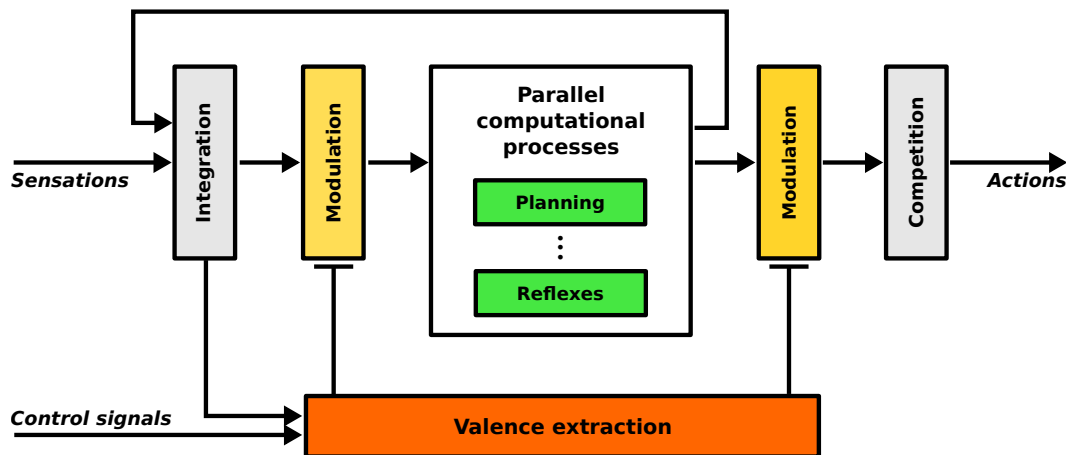 Sensations
Integration
Modulation
Parallel
computational
processes
Planning
Reflexes
Modulation
Competition
Actions
Control signals
Valence extraction